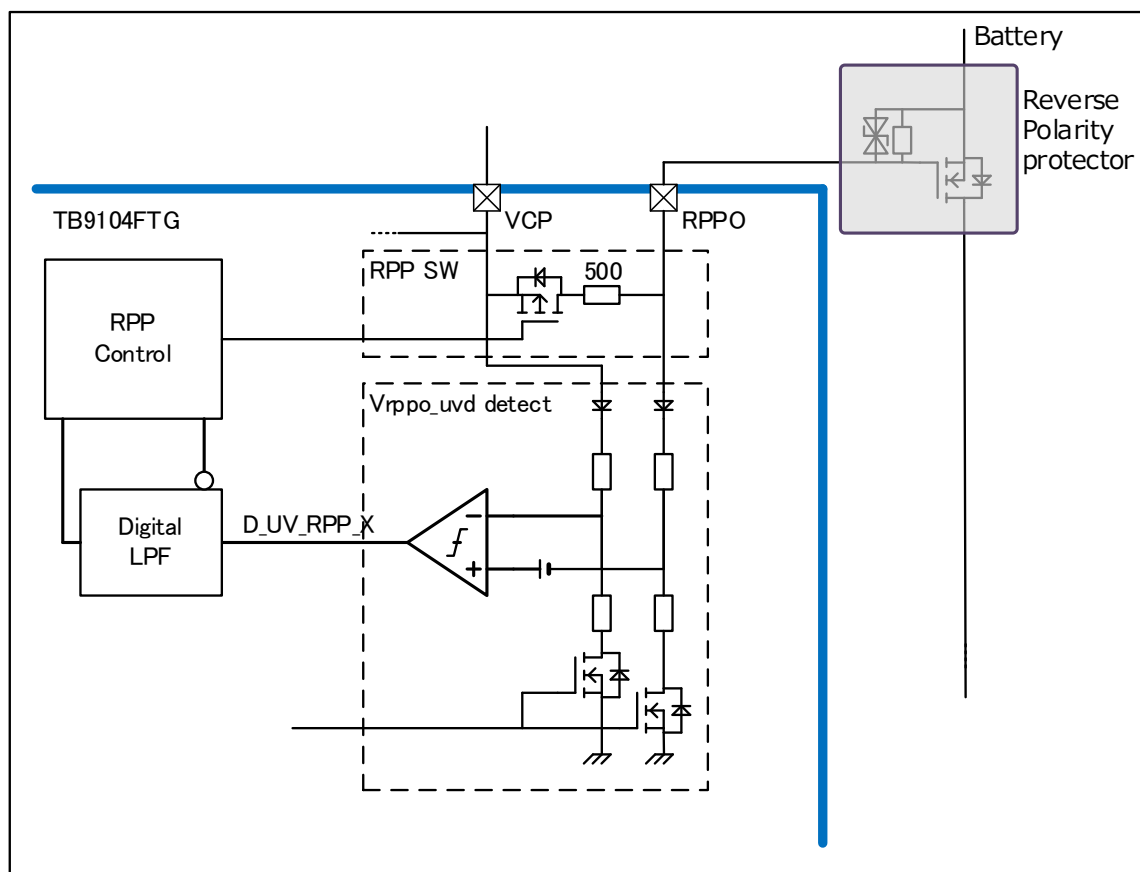 Battery
Reverse
Polarity
protector
TB9104FTG
VCP
RPPO
RPP SW
500
RPP
Control
Vrppo_uvd detect
Digital
LPF
D_UV_RPP_X
−
+